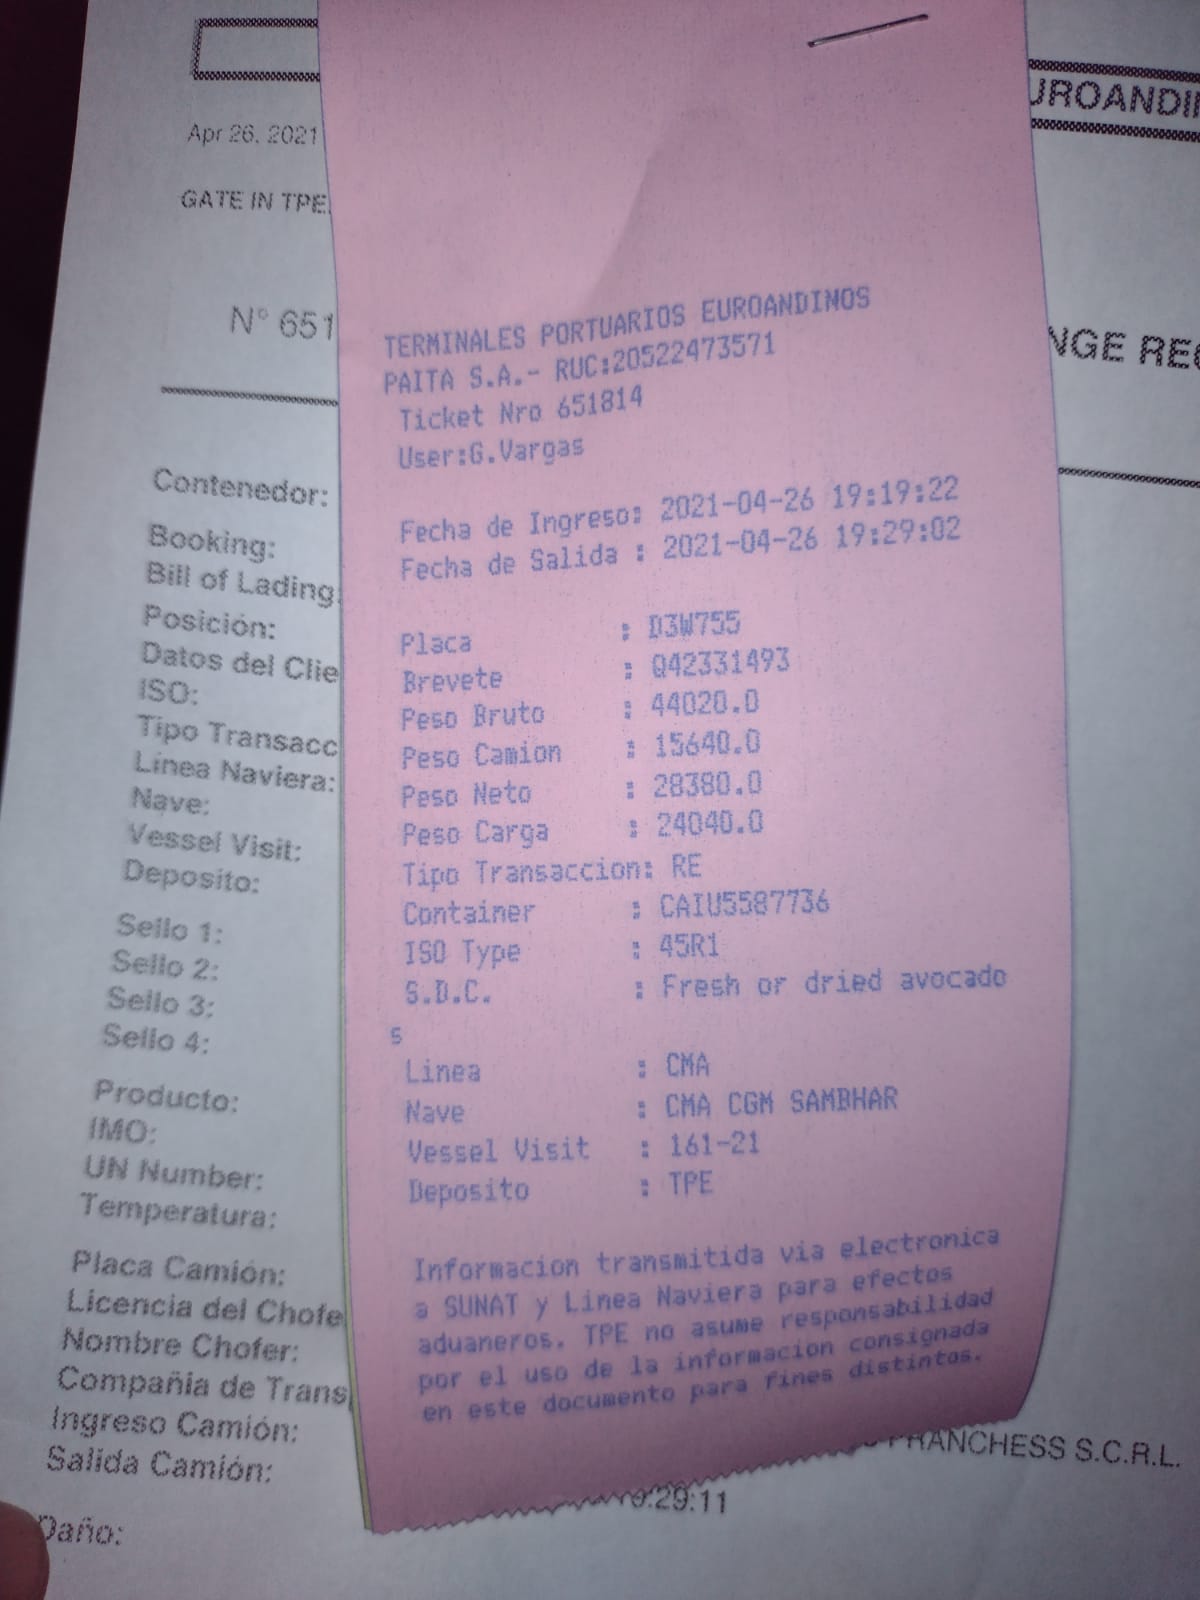 UROANDI
Apr 26, 2021
GATE IN TPE
N° 651
NGE REC
Contenedor:
Booking:
Bill of Lading:
Posición:
Datos del Clie
ISO:
Tipo Transacc
Línea Naviera:
Nave:
Vessel Visit:
Deposito:
Sello 1:
Sello 2:
Sello 3:
Sello 4:
Producto:
IMO:
UN Number:
Temperatura:
Placa Camión:
Licencia del Chofe
Nombre Chofer:
Compañia de Trans
Ingreso Camión:
Salida Camión:
Daño:
TERMINALES PORTUARIOS EUROANDINOS
PAITA S.A.- RUC:20522473571
Ticket Nro 651814
User:G.Vargas
Fecha de Ingreso: 2021-04-26 19:19:22
Fecha de Salida : 2021-04-26 19:29:02
Placa : D3W755
Brevete : Q42331493
Peso Bruto : 44020.0
Peso Camion : 15640.0
Peso Neto : 28380.0
Peso Carga : 24040.0
Tipo Transaccion: RE
Container : CAIU5587736
ISO Type : 45R1
S.D.C. : Fresh or dried avocado
s
Linea : CMA
Nave : CMA CGM SAMBHAR
Vessel Visit : 161-21
Deposito : TPE
Informacion transmitida via electronica
a SUNAT y Linea Naviera para efectos
aduaneros. TPE no asume responsabilidad
por el uso de la informacion consignada
en este documento para fines distintos.
FRANCHESS S.C.R.L.
:29:11